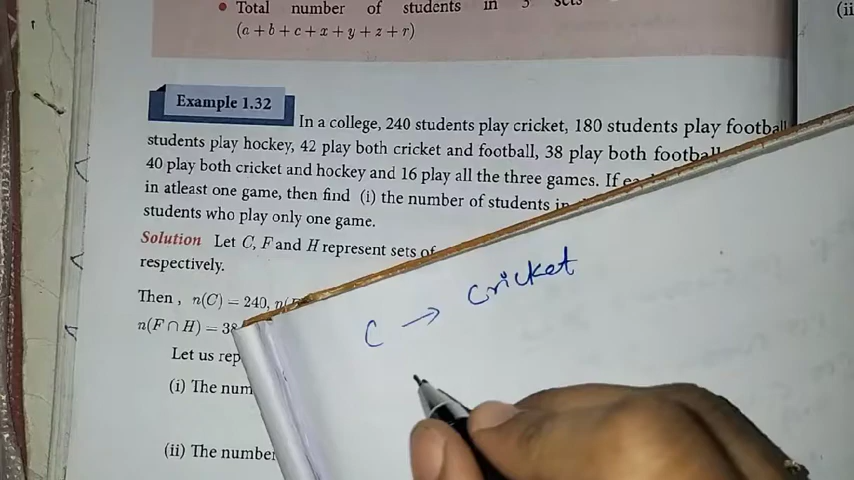 Total number of students in 3 sets
(a + b + c + x + y + z + r)
(ii
Example 1.32
In a college, 240 students play cricket, 180 students play football
students play hockey, 42 play both cricket and football, 38 play both football
40 play both cricket and hockey and 16 play all the three games. If
in atleast one game, then find (i) the number of students in
students who play only one game.
Solution Let C, F and H represent sets of
respectively.
Then , n(C) = 240,
n(F ∩ H) = 38
Let us rep
(i) The num
(ii) The number
C → cricket